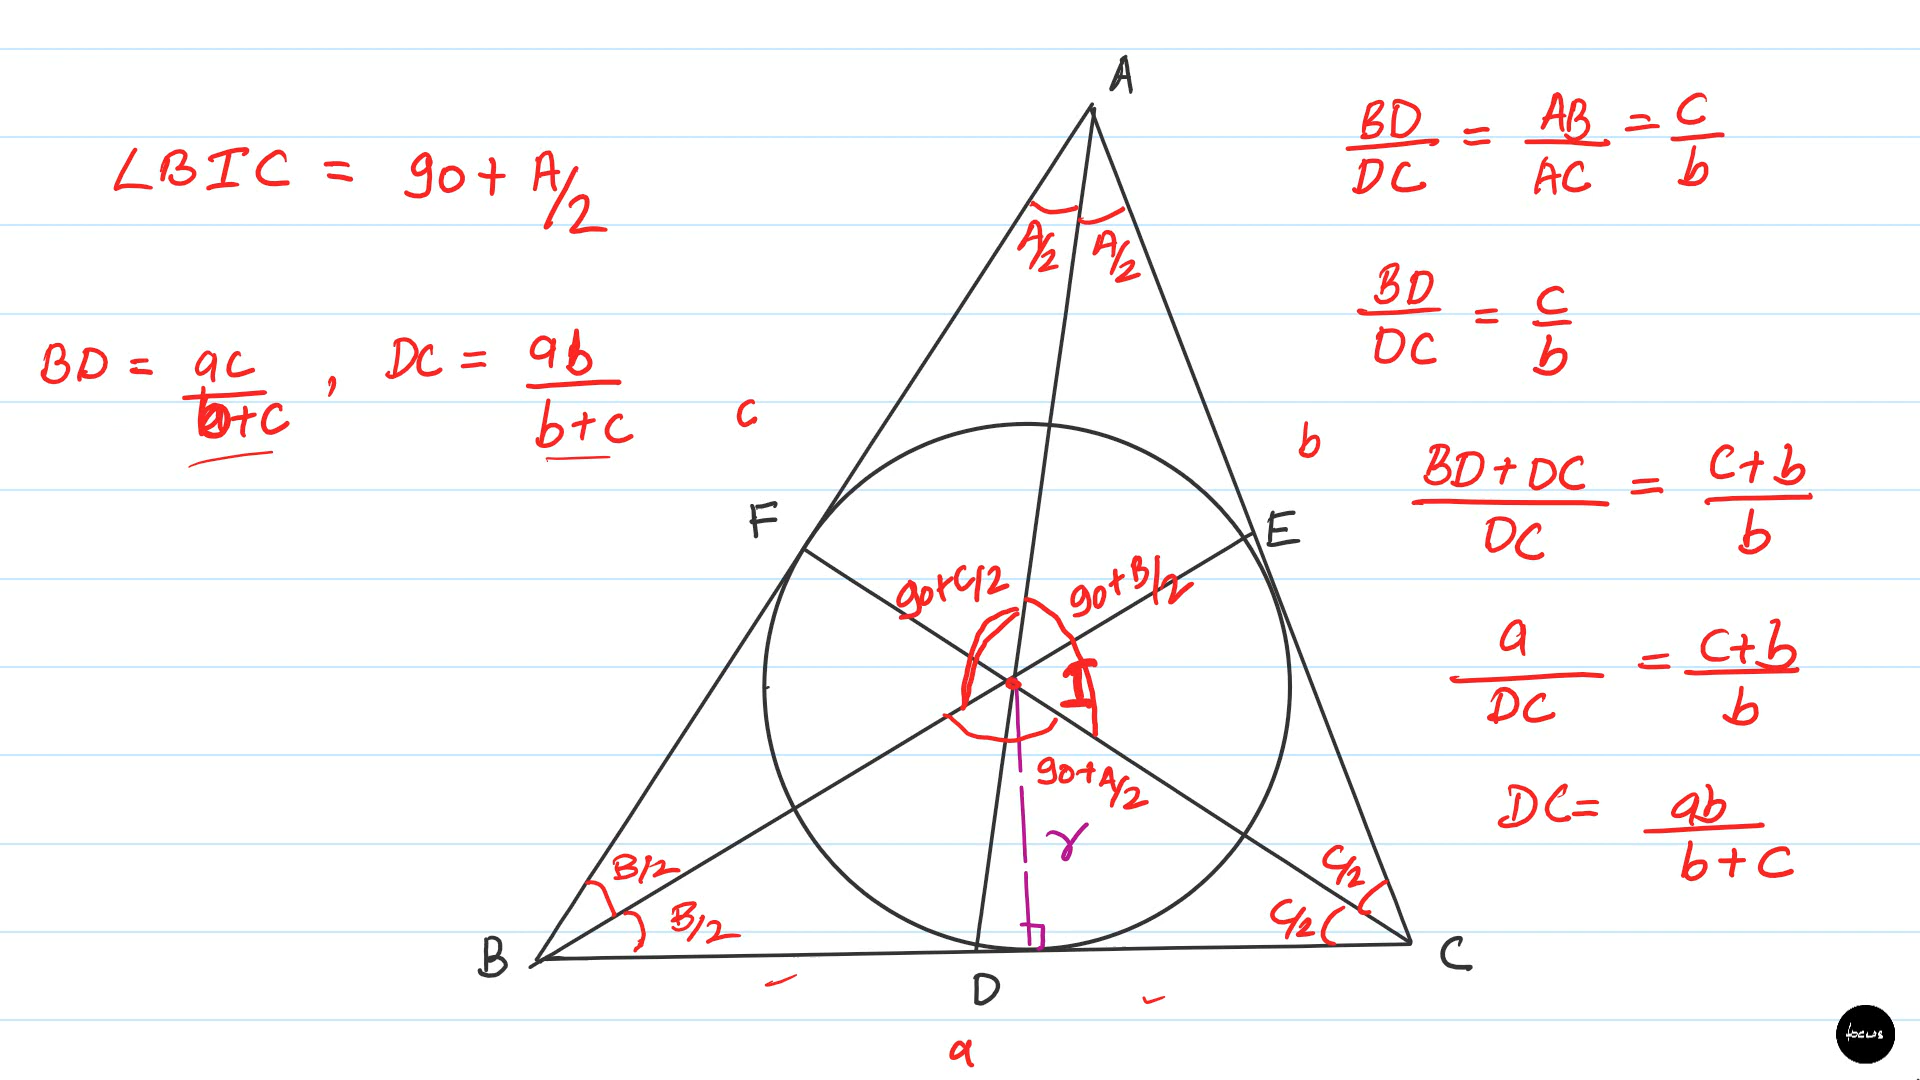 ∠BIC = 90 + A/2
BD = ac/b+c , DC = ab/b+c
A
A/2 A/2
c
b
F
E
90+C/2 90+B/2
I
90+A/2
r
B/2
B/2
C/2
C/2
B
D
C
a
BD/DC = AB/AC = c/b
BD/DC = c/b
BD+DC/DC = c+b/b
a/DC = c+b/b
DC = ab/b+c
focus